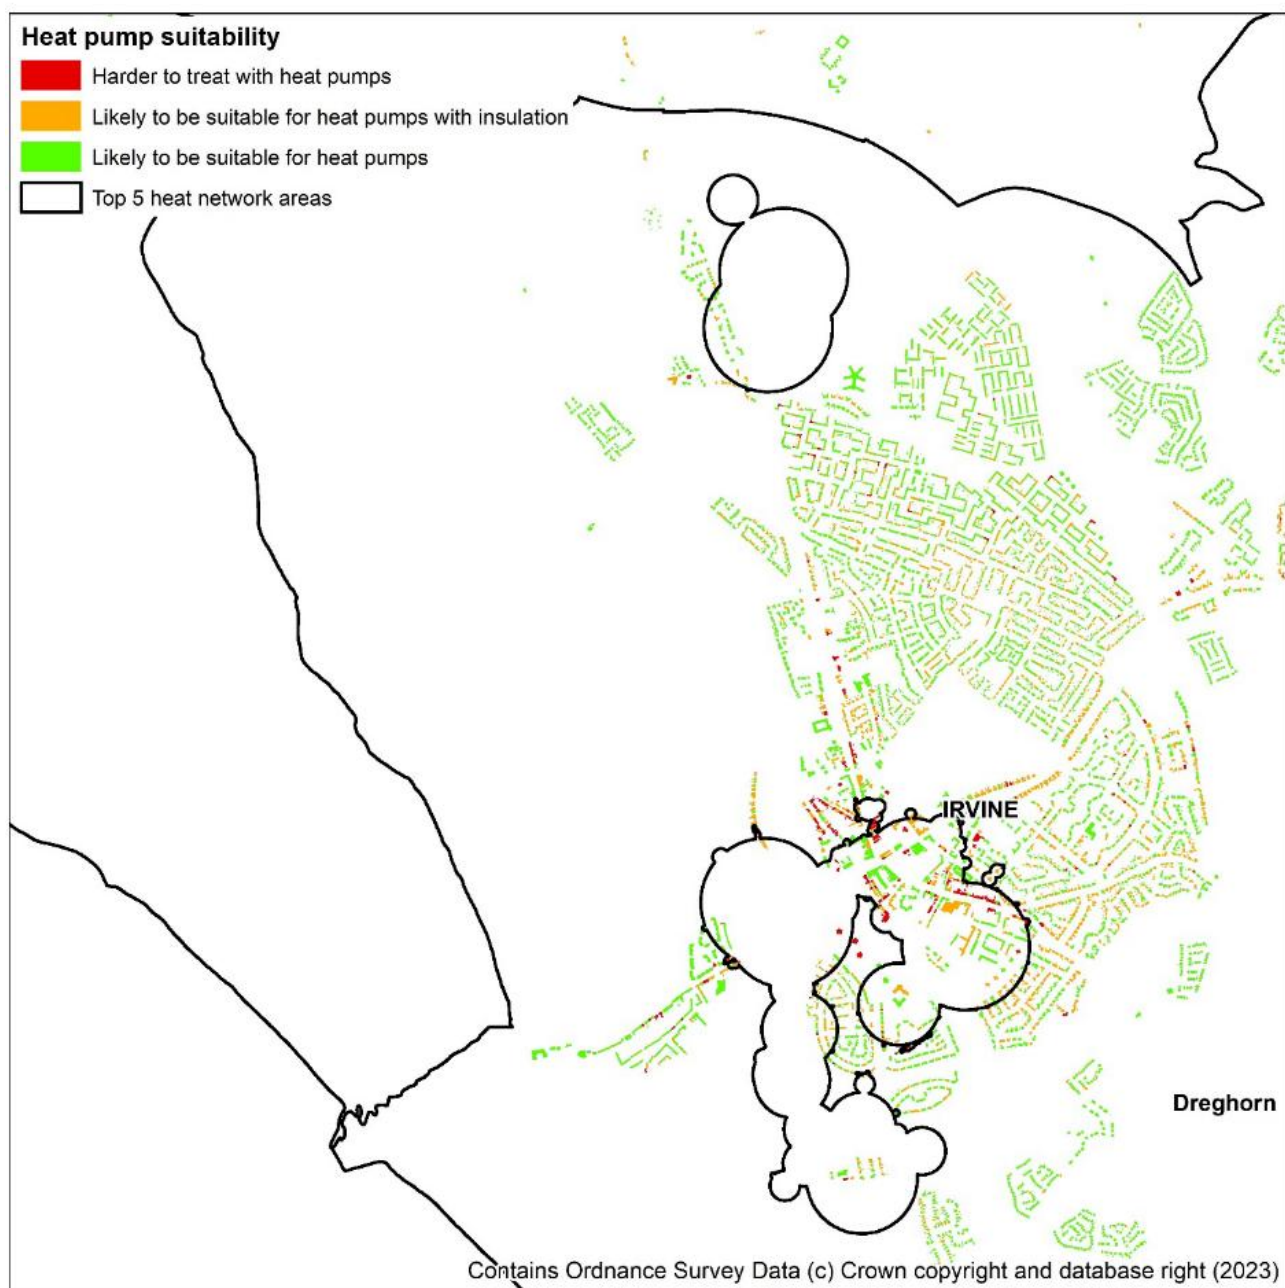 Heat pump suitability
Harder to treat with heat pumps
Likely to be suitable for heat pumps with insulation
Likely to be suitable for heat pumps
Top 5 heat network areas
IRVINE
Dreghorn
Contains Ordnance Survey Data (c) Crown copyright and database right (2023)